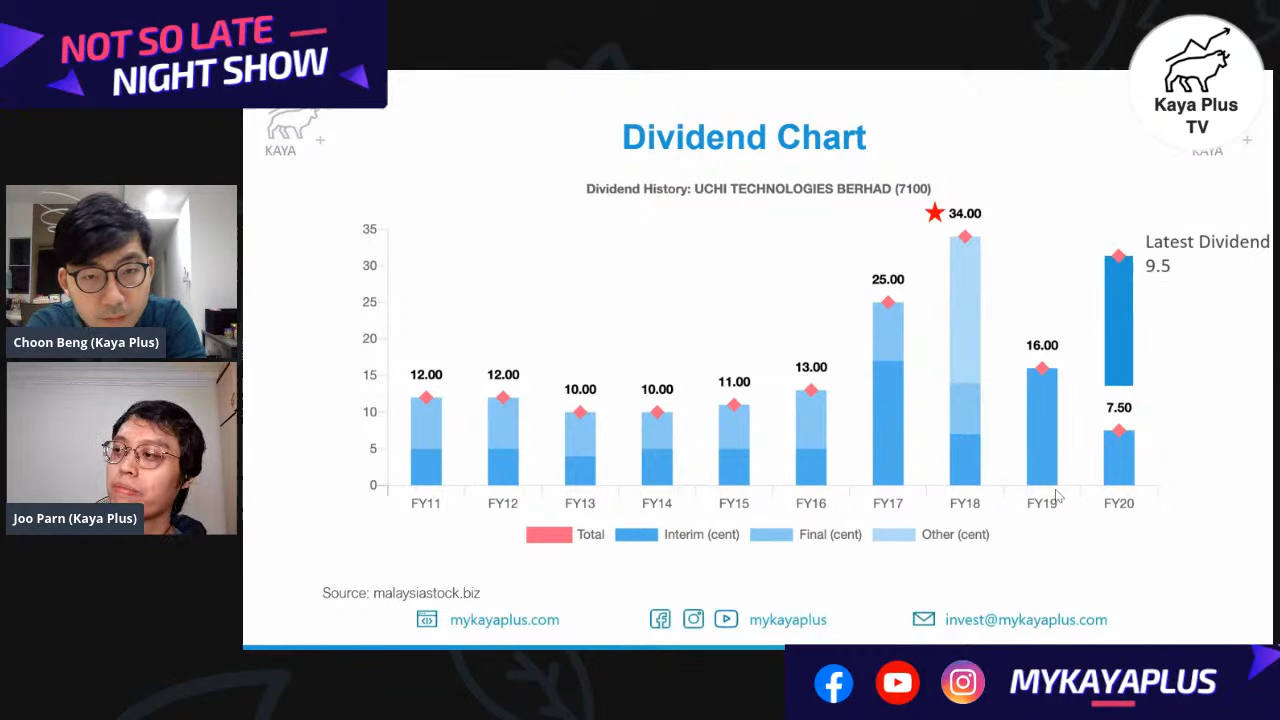 NOT SO LATE
NIGHT SHOW
Kaya Plus
TV
KAYA
KAYA
Dividend Chart
Dividend History: UCHI TECHNOLOGIES BERHAD (7100)
Latest Dividend
9.5
35
30
25
20
15
10
5
0
12.00
12.00
10.00
10.00
11.00
13.00
25.00
34.00
16.00
7.50
FY11
FY12
FY13
FY14
FY15
FY16
FY17
FY18
FY19
FY20
Total
Interim (cent)
Final (cent)
Other (cent)
Choon Beng (Kaya Plus)
Joo Parn (Kaya Plus)
Source: malaysiastock.biz
mykayaplus.com
mykayaplus
invest@mykayaplus.com
MYKAYAPLUS